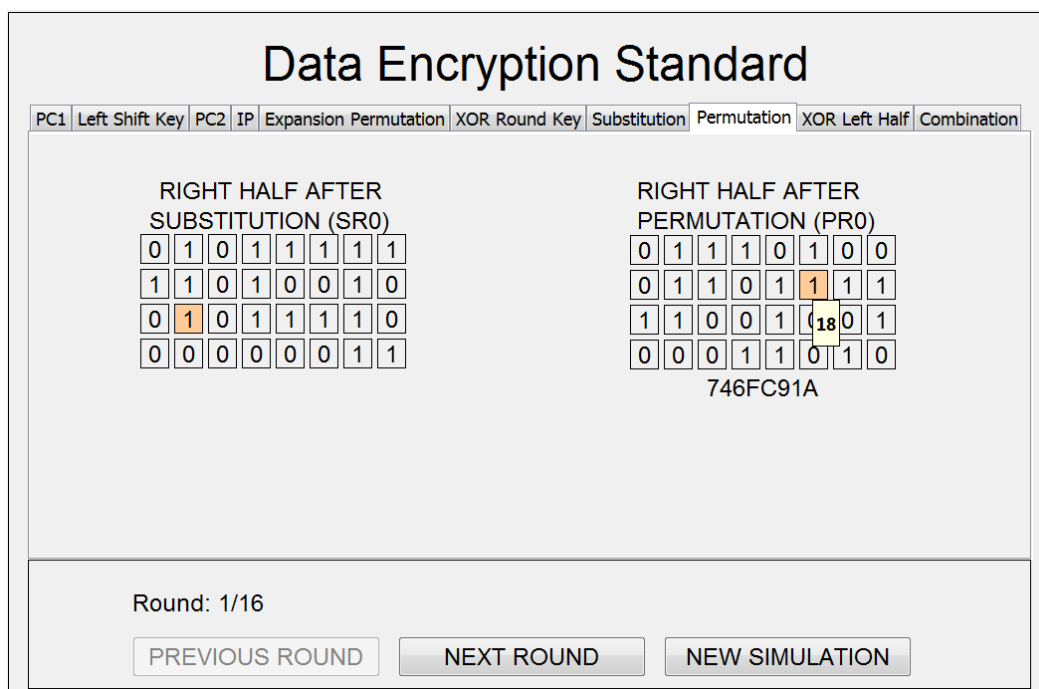 Data Encryption Standard
PC1 Left Shift Key PC2 IP Expansion Permutation XOR Round Key Substitution Permutation XOR Left Half Combination
RIGHT HALF AFTER
SUBSTITUTION (SR0)
0 1 0 1 1 1 1 1
1 1 0 1 0 0 1 0
0 1 0 1 1 1 1 0
0 0 0 0 0 0 1 1
RIGHT HALF AFTER
PERMUTATION (PR0)
0 1 1 1 0 1 0 0
0 1 1 0 1 1 1 1
1 1 0 0 1 0 1
18
0 0 0 1 1 0 1 0
746FC91A
Round: 1/16
PREVIOUS ROUND NEXT ROUND NEW SIMULATION